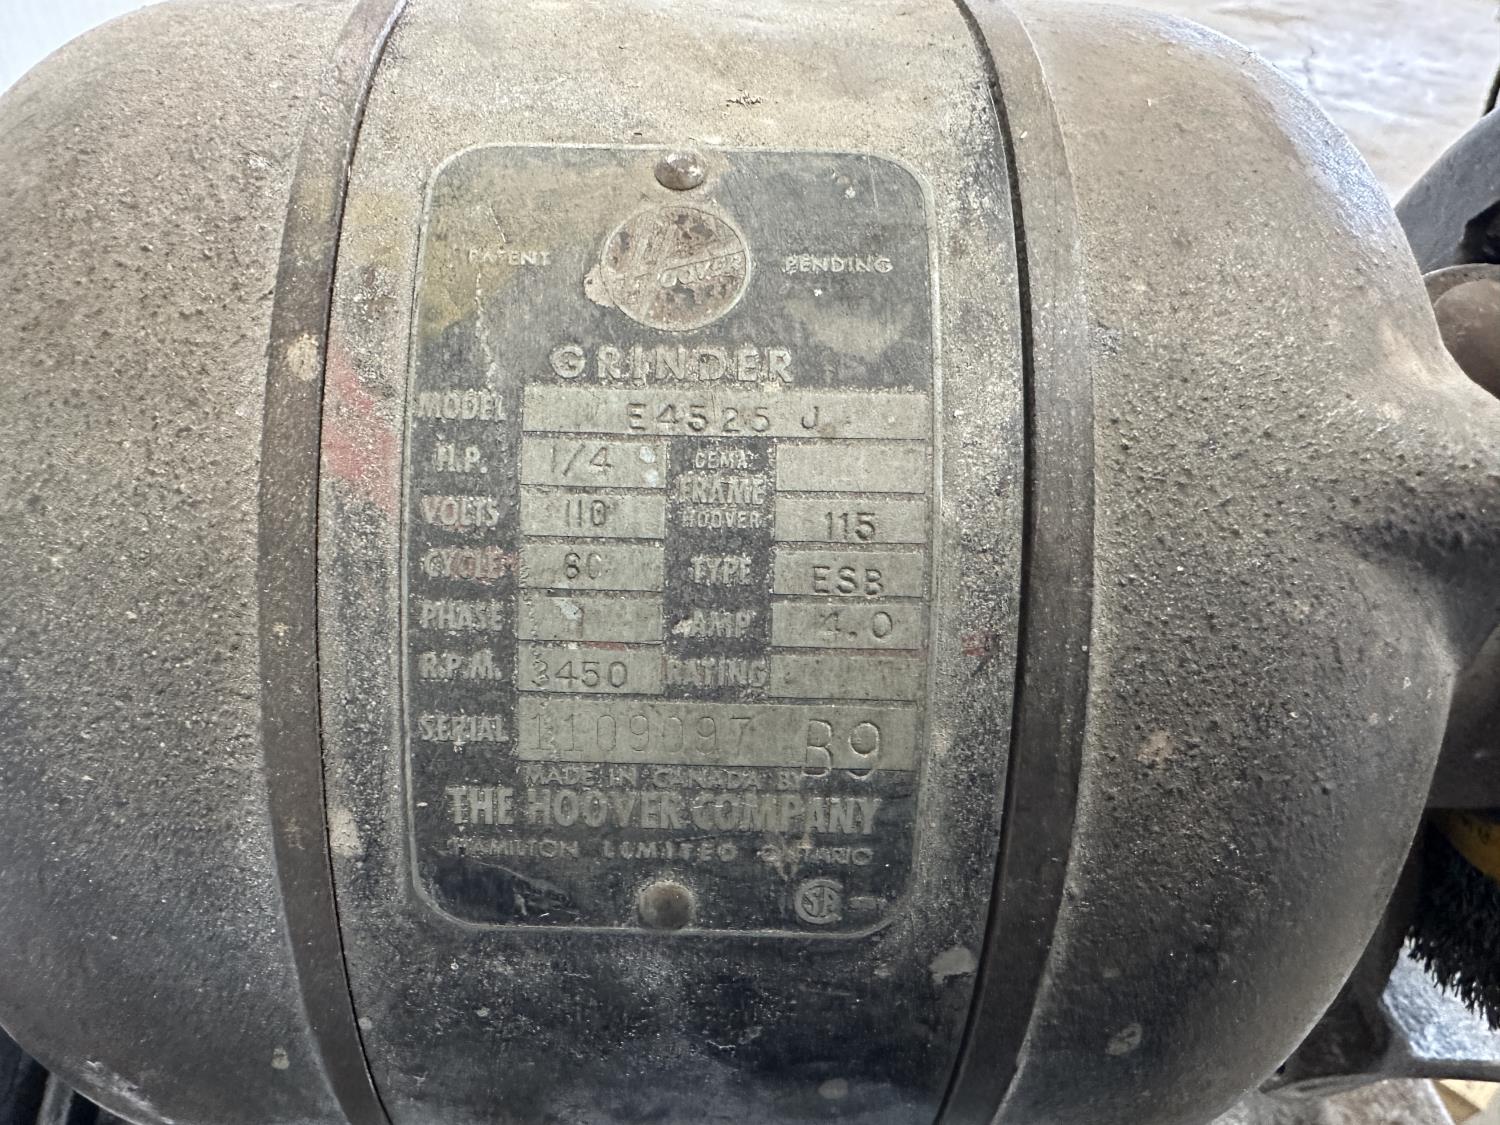 PATENT Hoover PENDING
GRINDER
MODEL E4525 J
H.P. 1/4 CEMA
FRAME
VOLTS 110 HOOVER 115
CYCLE 60 TYPE ESB
PHASE 1 AMP 4.0
R.P.M. 3450 RATING
SERIAL 1109097 B9
MADE IN CANADA BY
THE HOOVER COMPANY
HAMILTON LIMITED ONTARIO
CSA